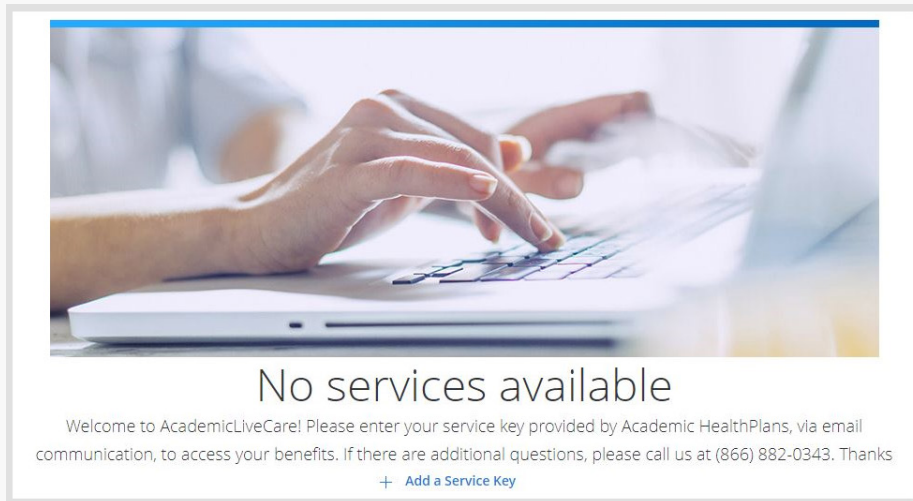 No services available
Welcome to AcademicLiveCare! Please enter your service key provided by Academic HealthPlans, via email
communication, to access your benefits. If there are additional questions, please call us at (866) 882-0343. Thanks
+ Add a Service Key